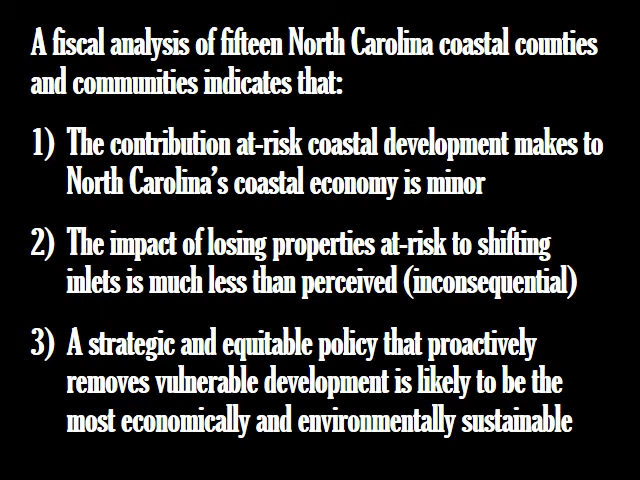 A fiscal analysis of fifteen North Carolina coastal counties
and communities indicates that:
1) The contribution at-risk coastal development makes to
North Carolina’s coastal economy is minor
2) The impact of losing properties at-risk to shifting
inlets is much less than perceived (inconsequential)
3) A strategic and equitable policy that proactively
removes vulnerable development is likely to be the
most economically and environmentally sustainable